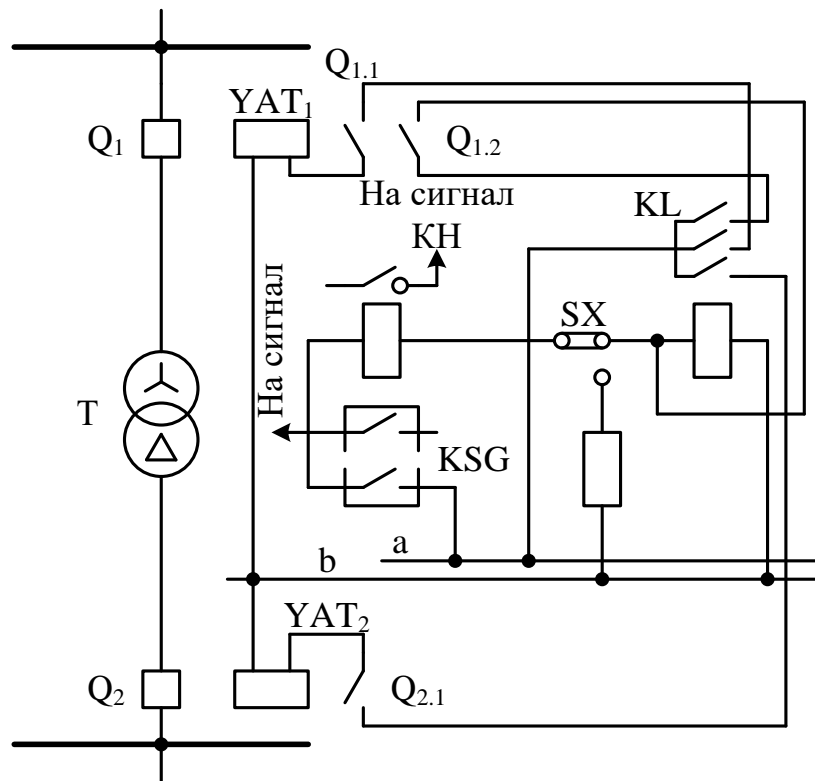 Q1.1
YAT1
Q1
Q1.2
На сигнал
KL
КН
На сигнал
SX
T
KSG
a
b
YAT2
Q2
Q2.1